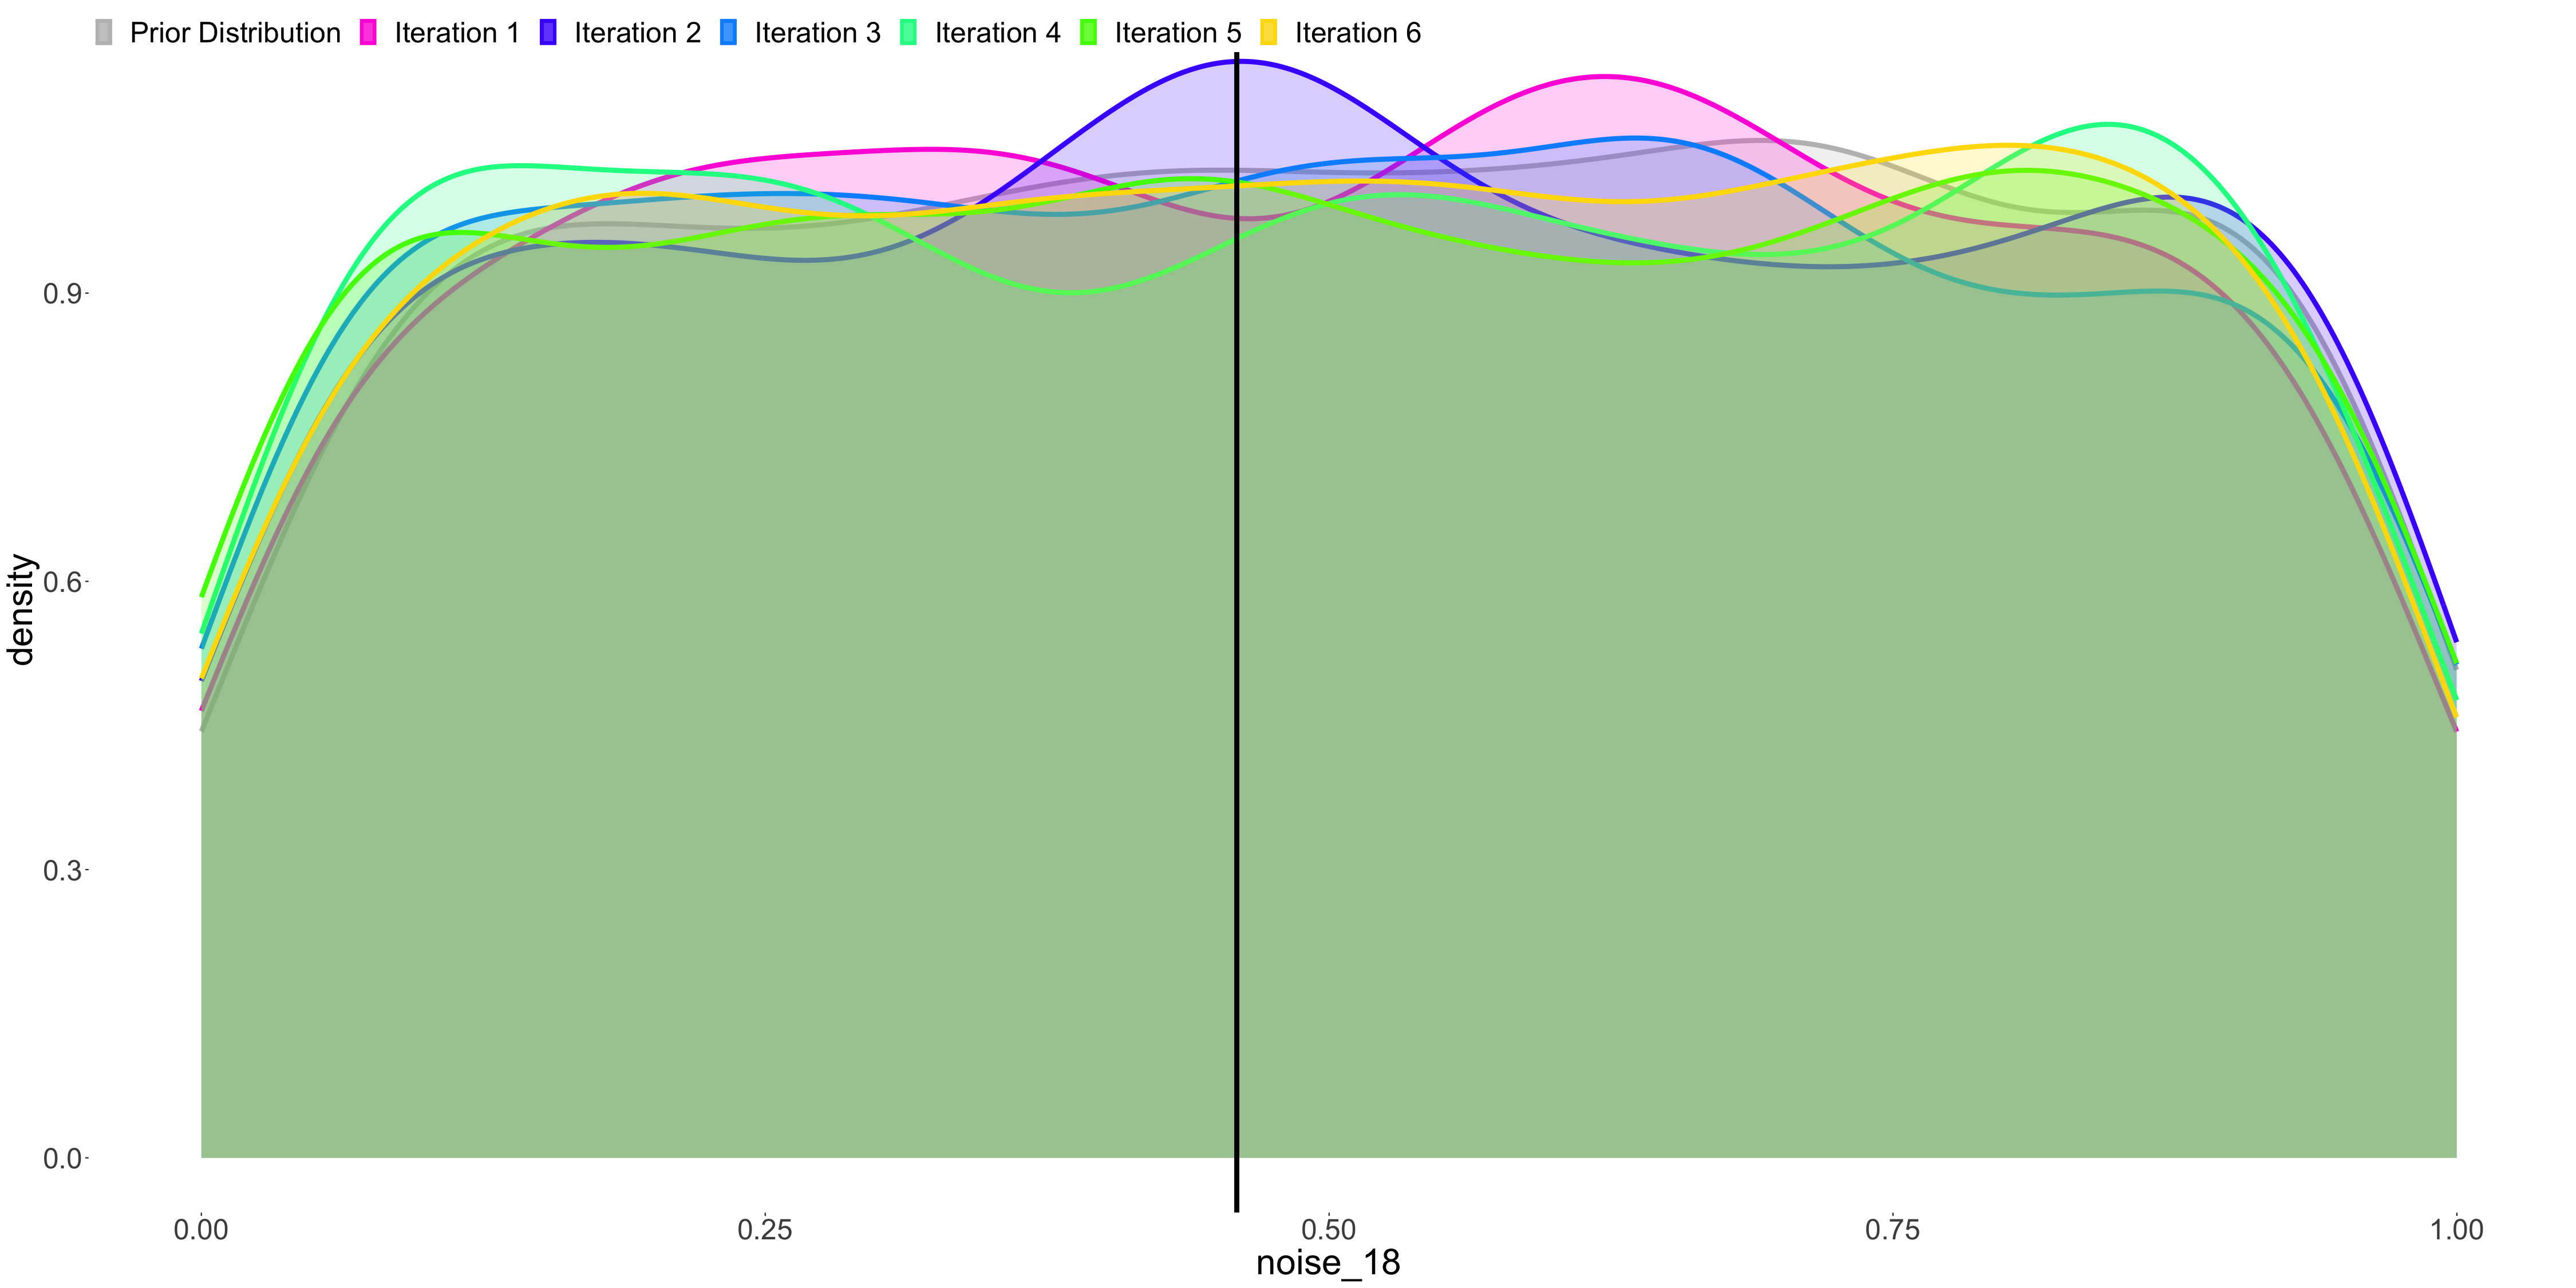 Prior Distribution Iteration 1 Iteration 2 Iteration 3 Iteration 4 Iteration 5 Iteration 6
density
0.9
0.6
0.3
0.0
0.00 0.25 0.50 0.75 1.00
noise_18